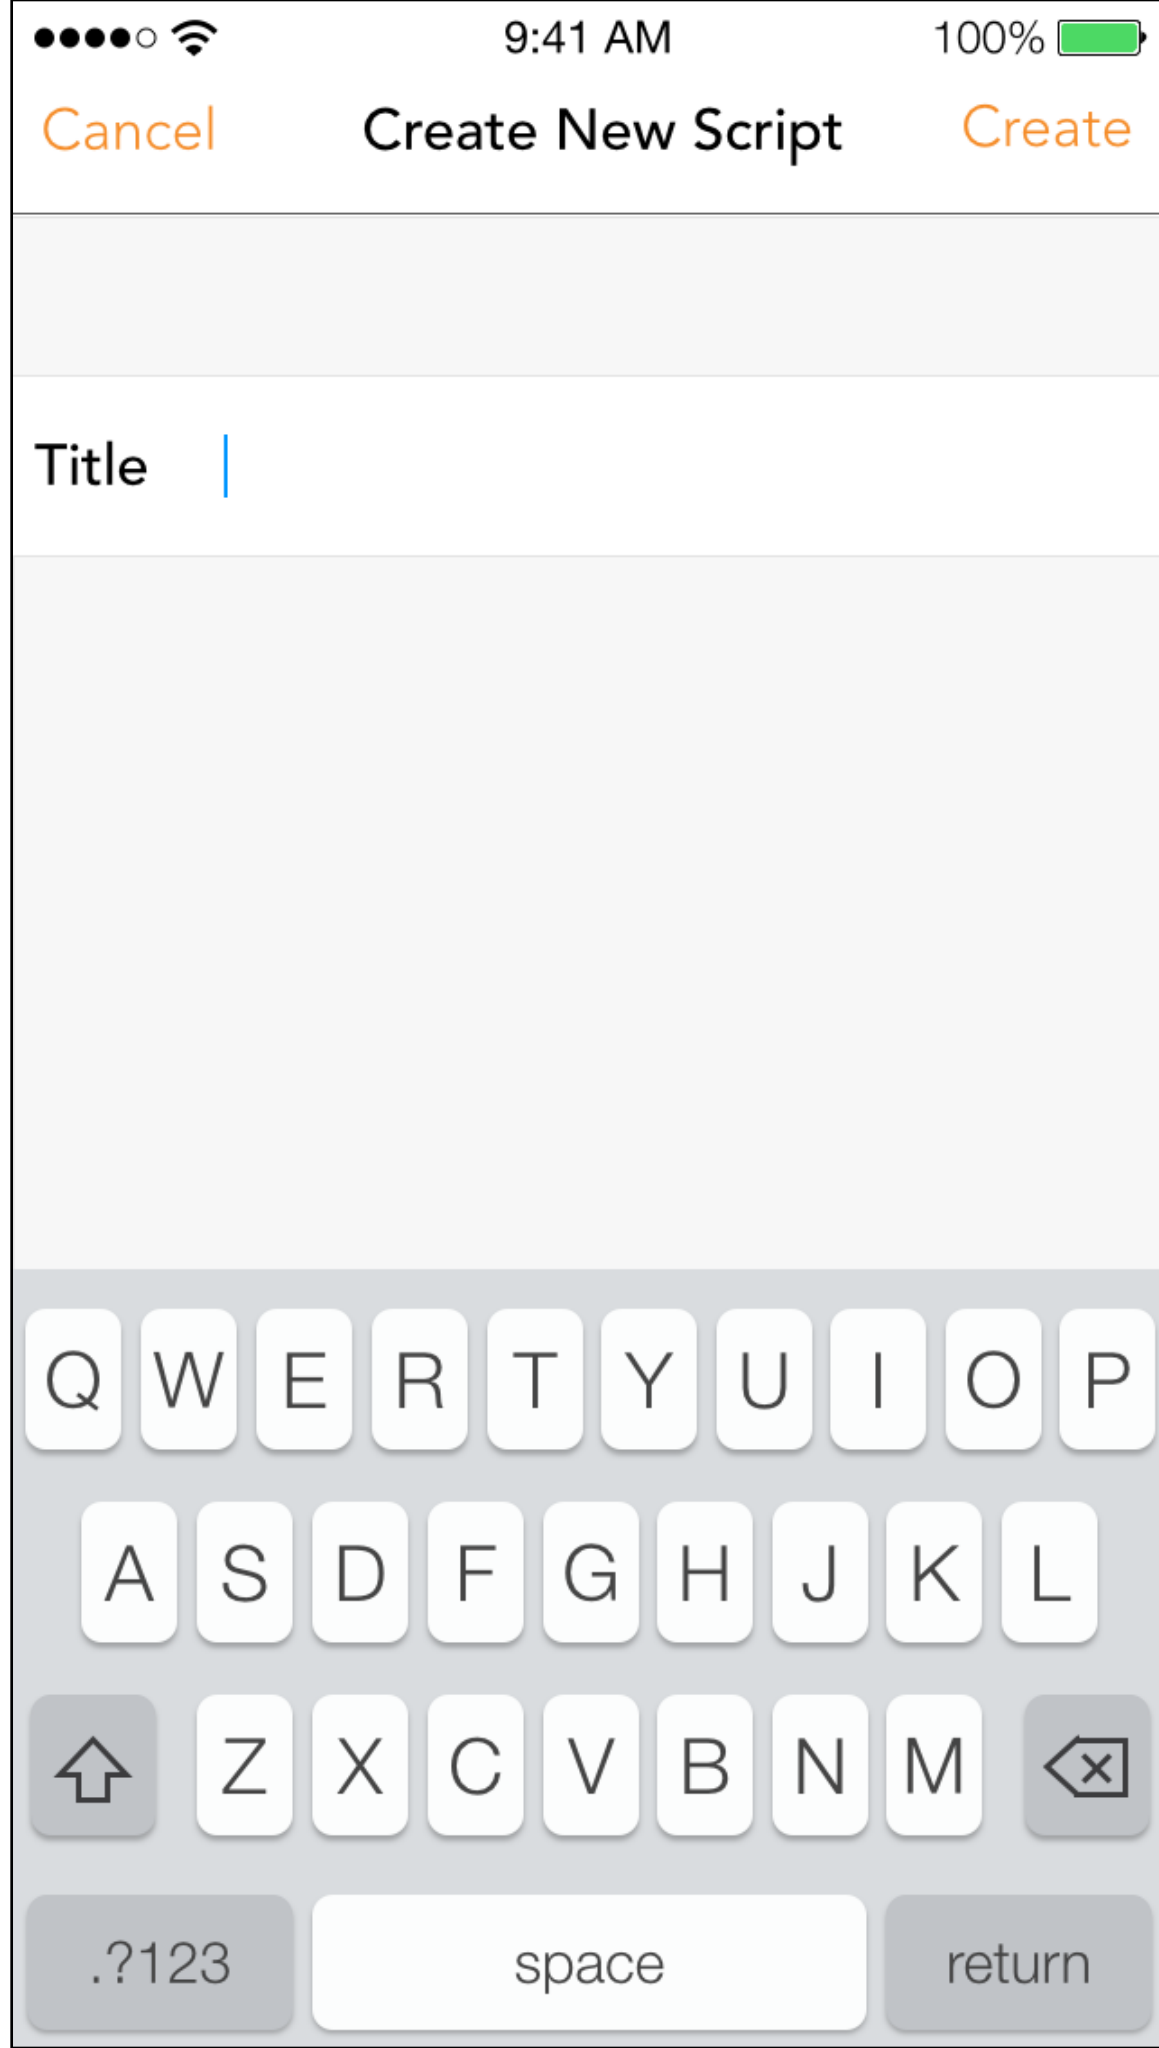 9:41 AM 100%
Cancel Create New Script Create
Title
Q W E R T Y U I O P
A S D F G H J K L
Z X C V B N M
.?123 space return